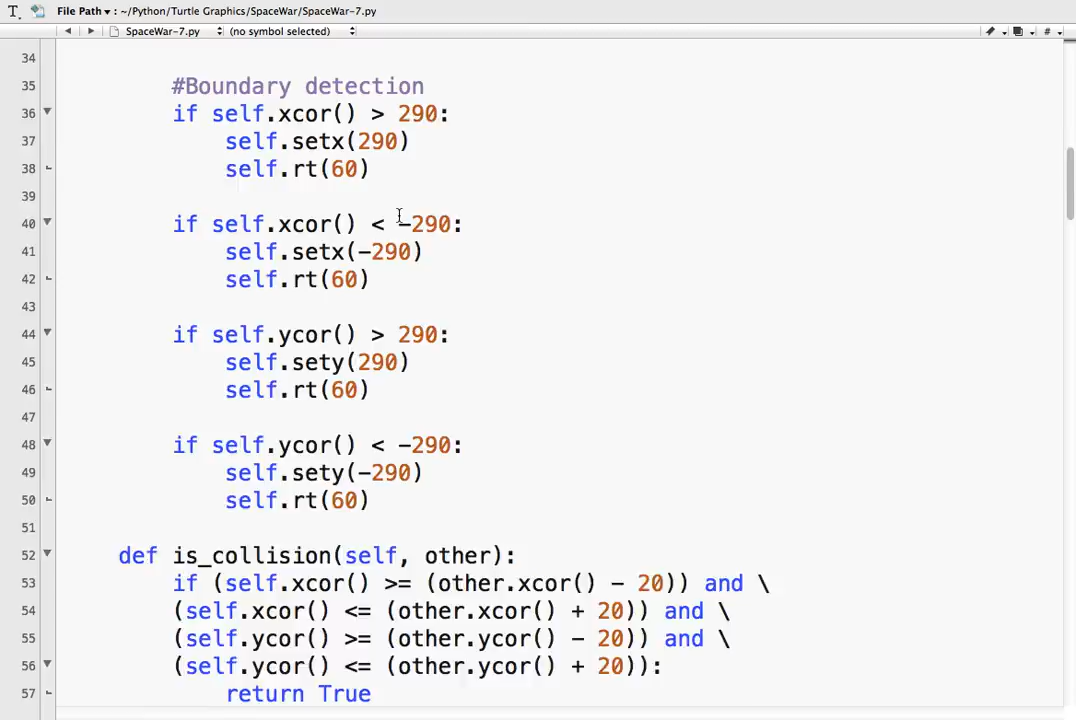 File Path ▾ : ~/Python/Turtle Graphics/SpaceWar/SpaceWar-7.py
SpaceWar-7.py (no symbol selected)
34
35 #Boundary detection
36 if self.xcor() > 290:
37 self.setx(290)
38 self.rt(60)
39
40 if self.xcor() < -290:
41 self.setx(-290)
42 self.rt(60)
43
44 if self.ycor() > 290:
45 self.sety(290)
46 self.rt(60)
47
48 if self.ycor() < -290:
49 self.sety(-290)
50 self.rt(60)
51
52 def is_collision(self, other):
53 if (self.xcor() >= (other.xcor() - 20)) and \
54 (self.xcor() <= (other.xcor() + 20)) and \
55 (self.ycor() >= (other.ycor() - 20)) and \
56 (self.ycor() <= (other.ycor() + 20)):
57 return True